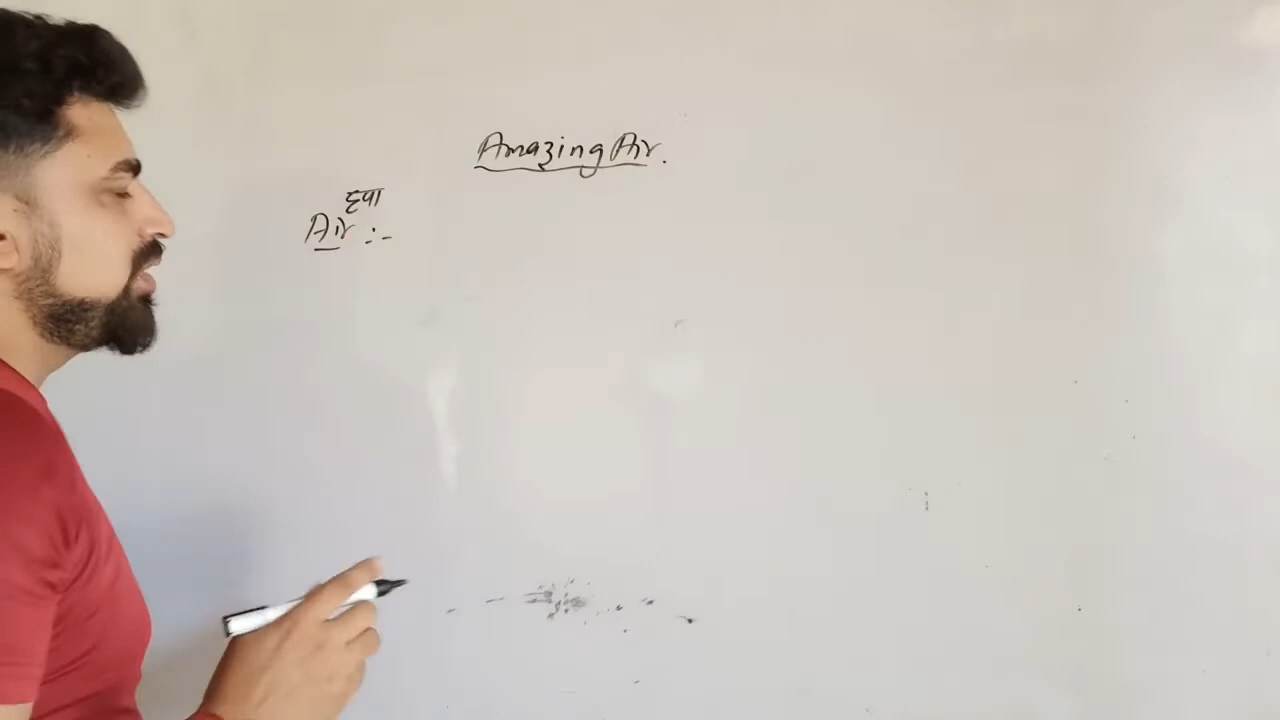 Amazing Air.
हवा
Air :-